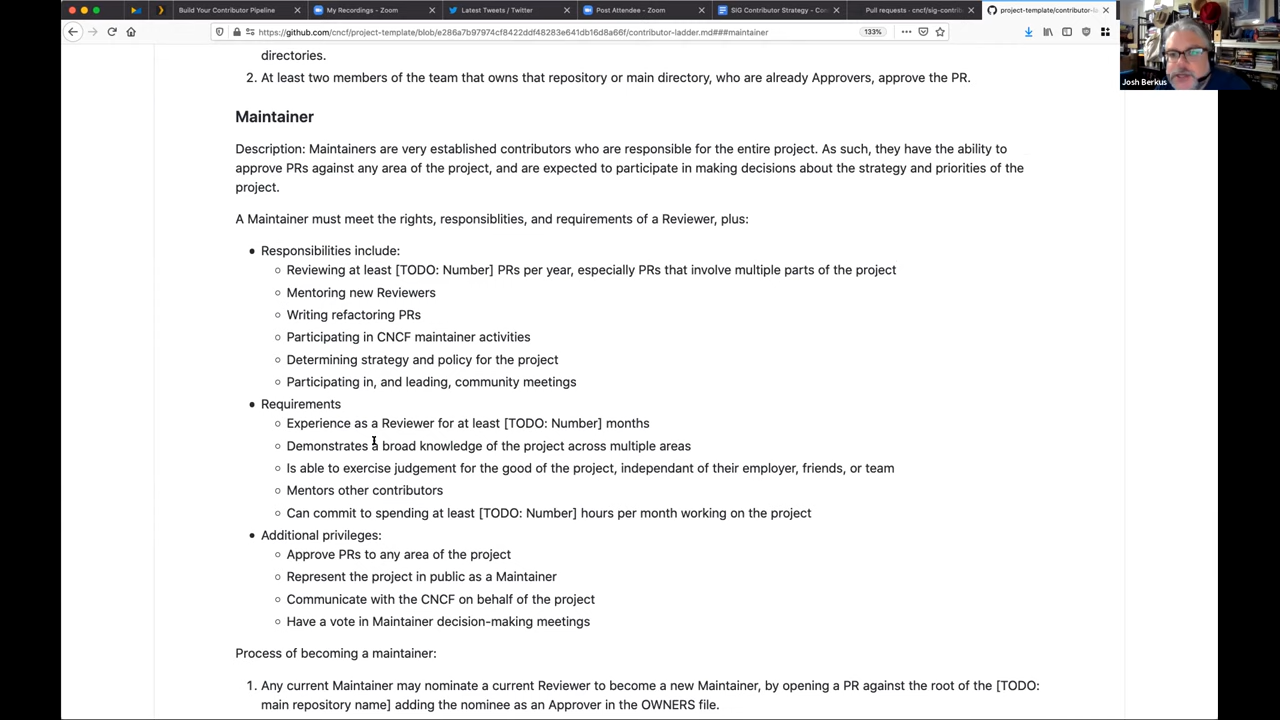 Build Your Contributor Pipeline
My Recordings - Zoom
Latest Tweets / Twitter
Post Attendee - Zoom
SIG Contributor Strategy - Co
Pull requests · cncf/sig-contrib
project-template/contributor-l
https://github.com/cncf/project-template/blob/e286a7b97974cf8422ddf48283e641db16d8a66f/contributor-ladder.md###maintainer
133%
Josh Berkus
directories.
2. At least two members of the team that owns that repository or main directory, who are already Approvers, approve the PR.
Maintainer
Description: Maintainers are very established contributors who are responsible for the entire project. As such, they have the ability to
approve PRs against any area of the project, and are expected to participate in making decisions about the strategy and priorities of the
project.
A Maintainer must meet the rights, responsiblities, and requirements of a Reviewer, plus:
Responsibilities include:
Reviewing at least [TODO: Number] PRs per year, especially PRs that involve multiple parts of the project
Mentoring new Reviewers
Writing refactoring PRs
Participating in CNCF maintainer activities
Determining strategy and policy for the project
Participating in, and leading, community meetings
Requirements
Experience as a Reviewer for at least [TODO: Number] months
Demonstrates a broad knowledge of the project across multiple areas
Is able to exercise judgement for the good of the project, independant of their employer, friends, or team
Mentors other contributors
Can commit to spending at least [TODO: Number] hours per month working on the project
Additional privileges:
Approve PRs to any area of the project
Represent the project in public as a Maintainer
Communicate with the CNCF on behalf of the project
Have a vote in Maintainer decision-making meetings
Process of becoming a maintainer:
1. Any current Maintainer may nominate a current Reviewer to become a new Maintainer, by opening a PR against the root of the [TODO:
main repository name] adding the nominee as an Approver in the OWNERS file.